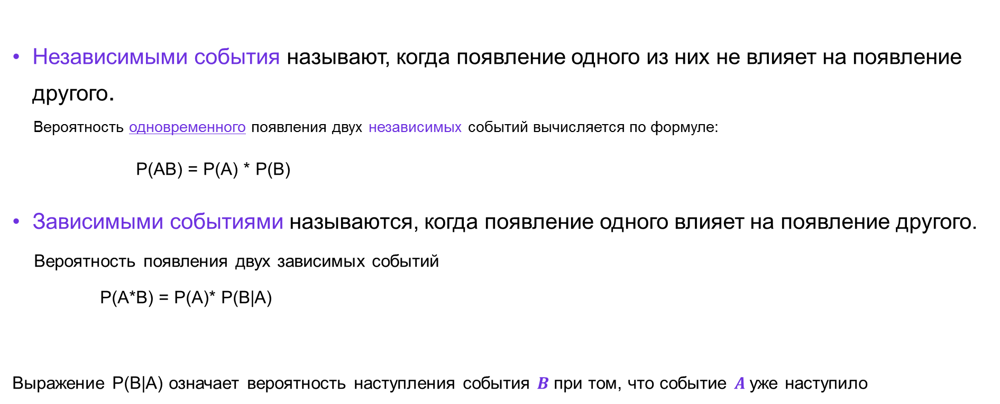 • Независимыми события называют, когда появление одного из них не влияет на появление
другого.
Вероятность одновременного появления двух независимых событий вычисляется по формуле:
P(AB) = P(A) * P(B)
• Зависимыми событиями называются, когда появление одного влияет на появление другого.
Вероятность появления двух зависимых событий
P(A*B) = P(A)* P(B|A)
Выражение P(B|A) означает вероятность наступления события B при том, что событие A уже наступило